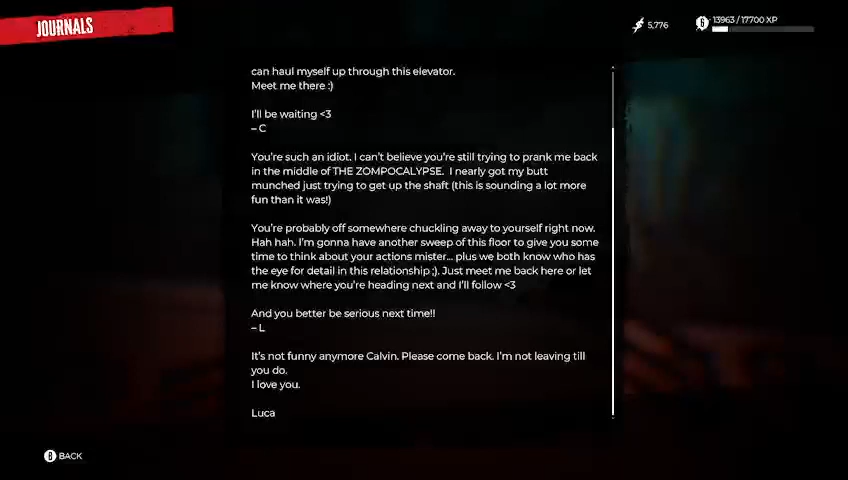 JOURNALS
5,776
6
13963 / 17700 XP
can haul myself up through this elevator.
Meet me there :)
I'll be waiting <3
– C
You're such an idiot. I can't believe you're still trying to prank me back
in the middle of THE ZOMPOCALYPSE. I nearly got my butt
munched just trying to get up the shaft (this is sounding a lot more
fun than it was!)
You're probably off somewhere chuckling away to yourself right now.
Hah hah. I'm gonna have another sweep of this floor to give you some
time to think about your actions mister... plus we both know who has
the eye for detail in this relationship ;). Just meet me back here or let
me know where you're heading next and I'll follow <3
And you better be serious next time!!
– L
It's not funny anymore Calvin. Please come back. I'm not leaving till
you do.
I love you.
Luca
B BACK